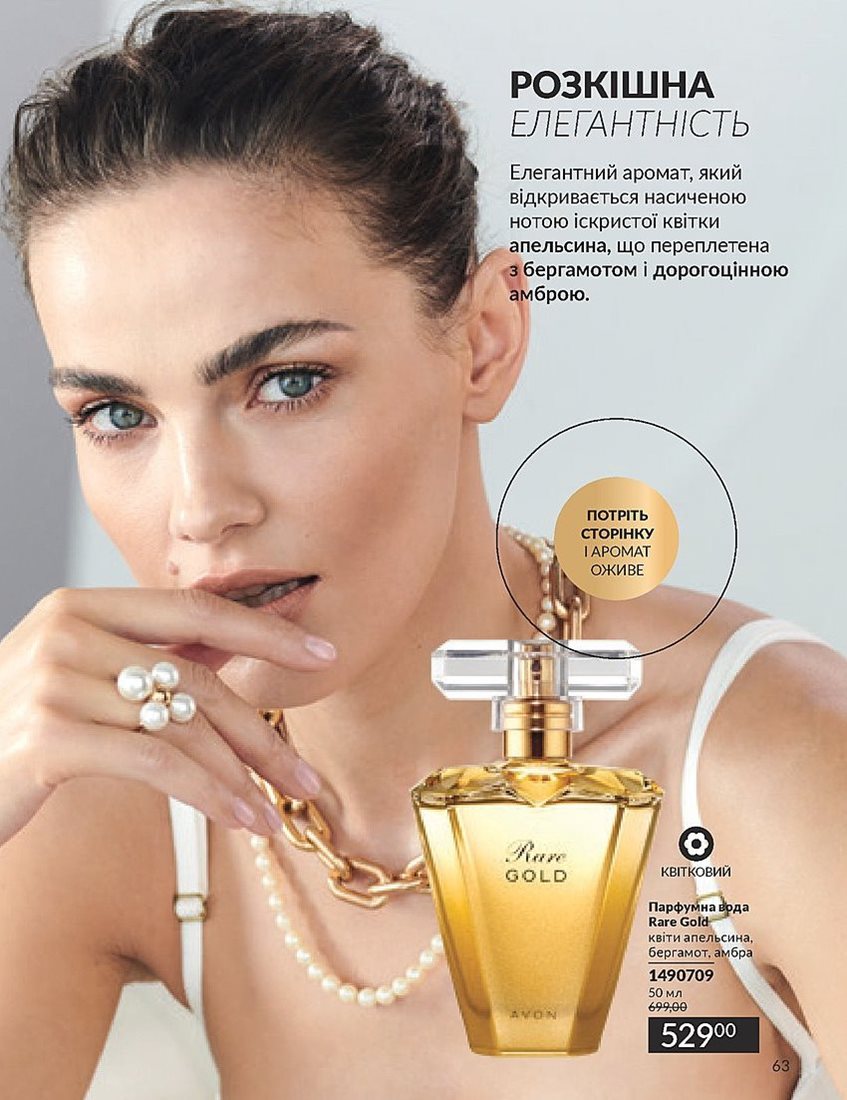 РОЗКІШНА
ЕЛЕГАНТНІСТЬ
Елегантний аромат, який
відкривається насиченою
нотою іскристої квітки
апельсина, що переплетена
з бергамотом і дорогоцінною
амброю.
ПОТРІТЬ
СТОРІНКУ
І АРОМАТ
ОЖИВЕ
Rare
GOLD
AVON
КВІТКОВИЙ
Парфумна вода
Rare Gold
квіти апельсина,
бергамот, амбра
1490709
50 мл
699,00
52900
63